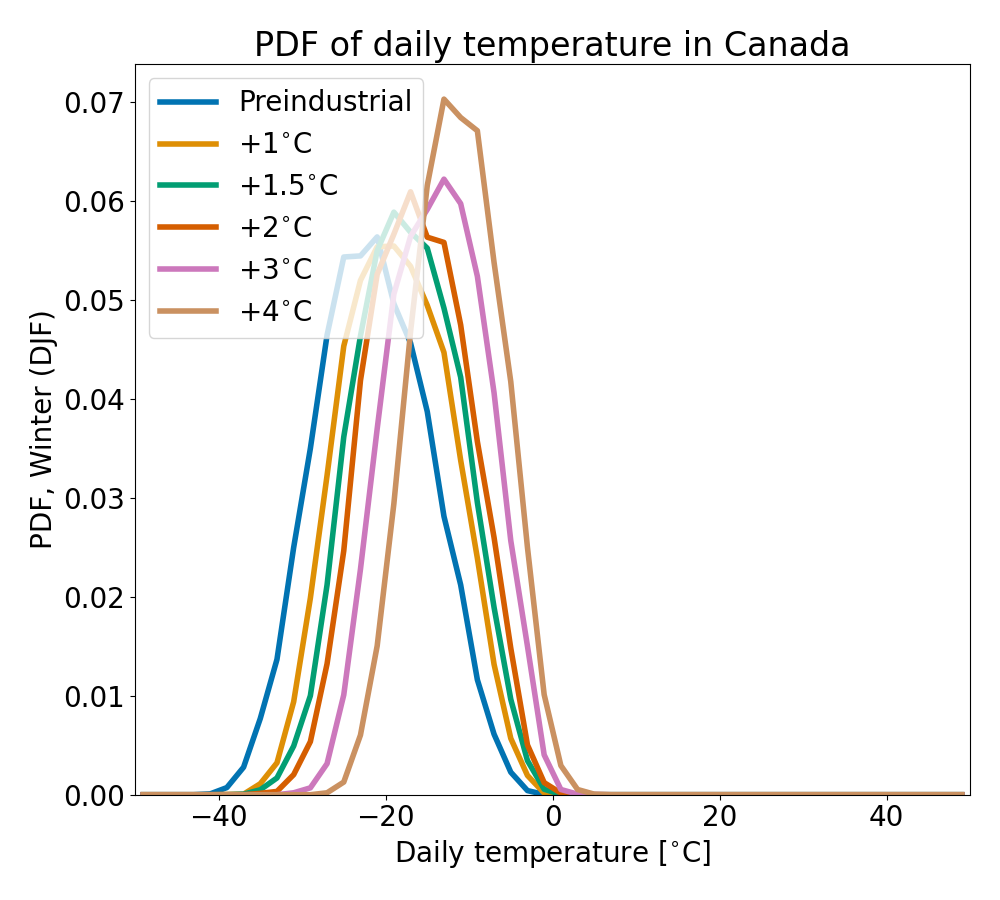 PDF of daily temperature in Canada
Preindustrial
+1°C
+1.5°C
+2°C
+3°C
+4°C
0.07
0.06
0.05
0.04
0.03
0.02
0.01
0.00
PDF, Winter (DJF)
−40
−20
0
20
40
Daily temperature [°C]